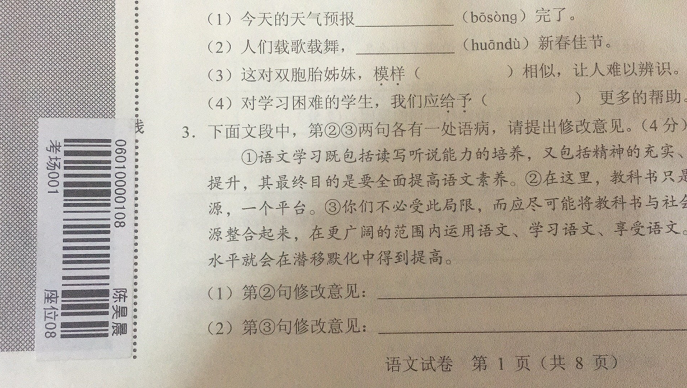 (1) 今天的天气预报__________（bōsòng）完了。
(2) 人们载歌载舞，__________（huāndù）新春佳节。
(3) 这对双胞胎姊妹，模样（　　　）相似，让人难以辨识。
(4) 对学习困难的学生，我们应给予（　　　） 更多的帮助。
3. 下面文段中，第②③两句各有一处语病，请提出修改意见。(4 分)
①语文学习既包括读写听说能力的培养，又包括精神的充实、
提升，其最终目的是要全面提高语文素养。②在这里，教科书只是
源，一个平台。③你们不必受此局限，而应尽可能将教科书与社会
源整合起来，在更广阔的范围内运用语文、学习语文、享受语文。
水平就会在潜移默化中得到提高。
(1) 第②句修改意见：__________
(2) 第③句修改意见：__________
语文试卷 第 1 页（共 8 页）
线
06010000108 陈昊晨
考场001 座位08